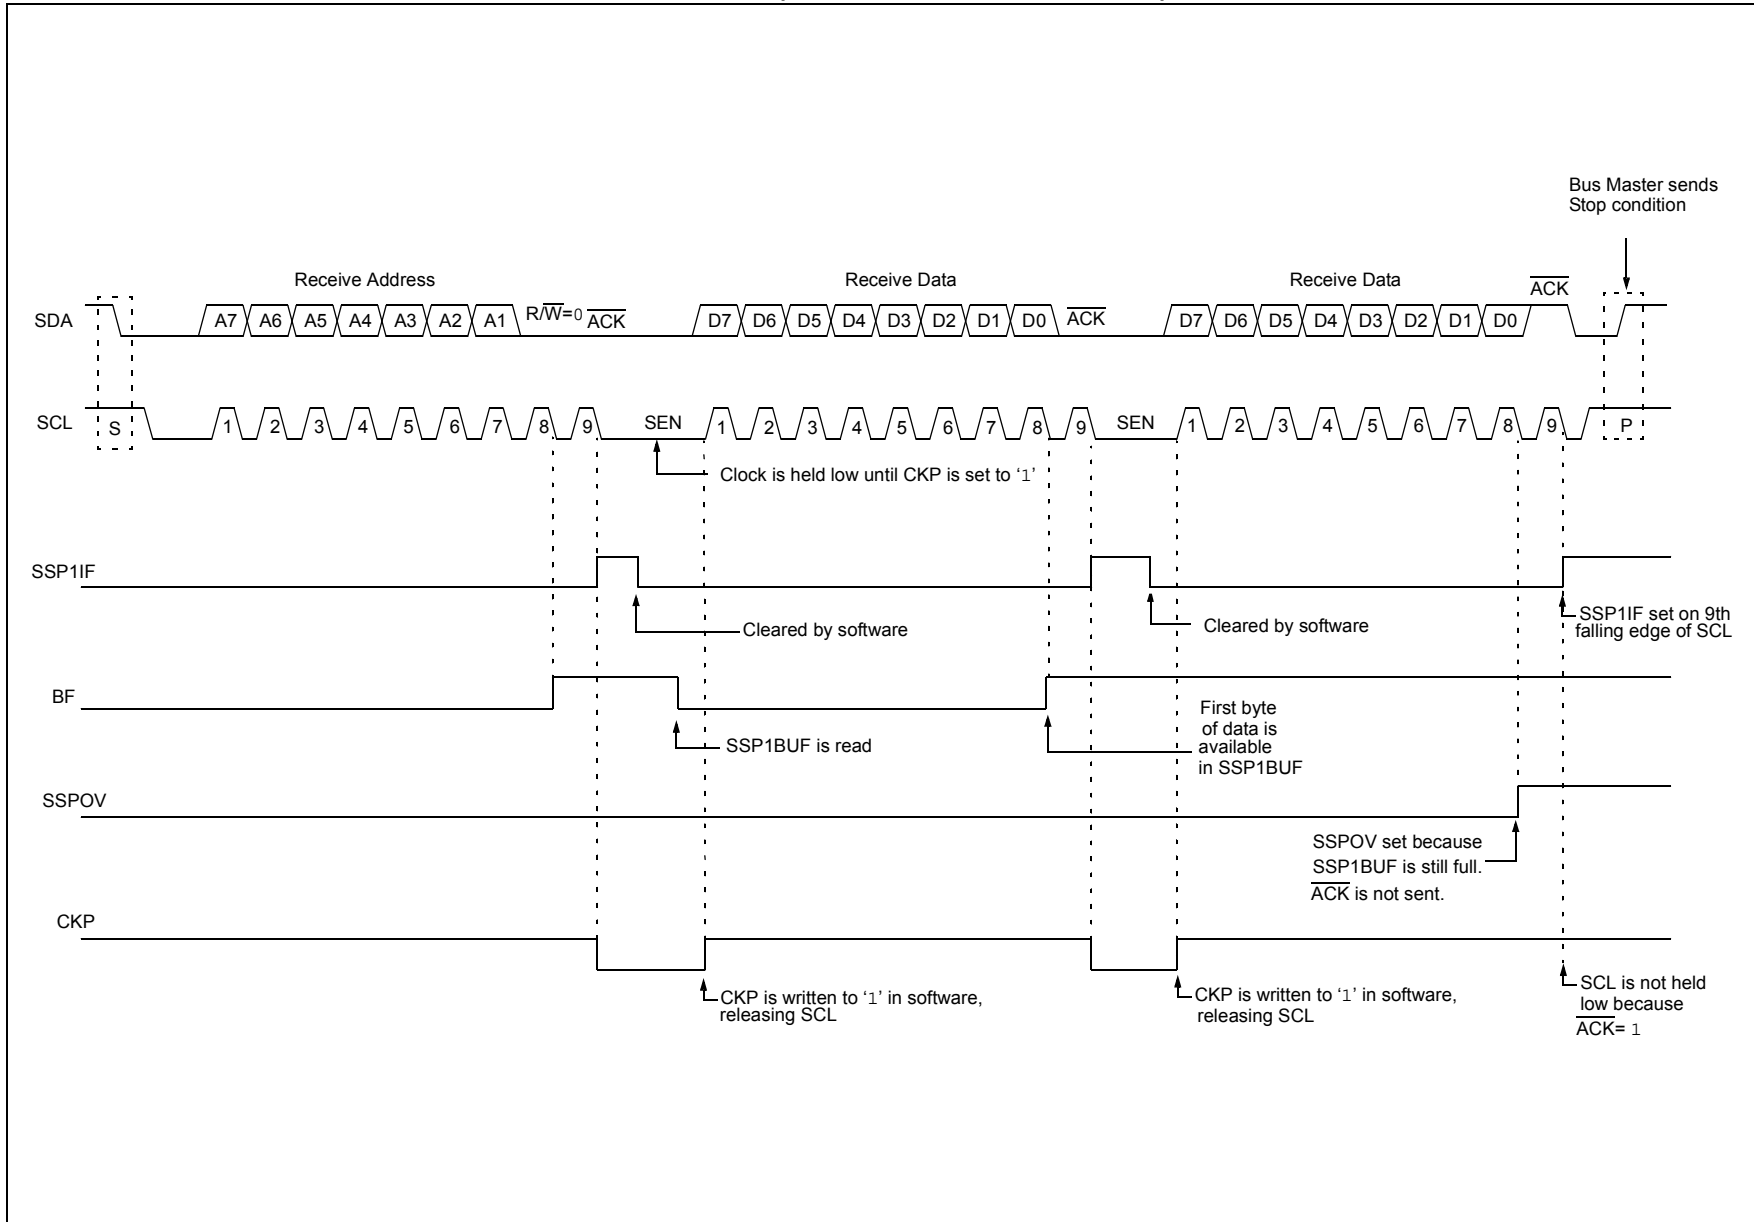 Bus Master sends
Stop condition
Receive Address
Receive Data
Receive Data
ACK
SDA
A7 A6 A5 A4 A3 A2 A1 R/W=0 ACK
D7 D6 D5 D4 D3 D2 D1 D0 ACK
D7 D6 D5 D4 D3 D2 D1 D0
SCL
S 1 2 3 4 5 6 7 8 9 SEN 1 2 3 4 5 6 7 8 9 SEN 1 2 3 4 5 6 7 8 9 P
Clock is held low until CKP is set to ‘1’
SSP1IF
Cleared by software
Cleared by software
SSP1IF set on 9th
falling edge of SCL
BF
SSP1BUF is read
First byte
of data is
available
in SSP1BUF
SSPOV
SSPOV set because
SSP1BUF is still full.
ACK is not sent.
CKP
CKP is written to ‘1’ in software,
releasing SCL
CKP is written to ‘1’ in software,
releasing SCL
SCL is not held
low because
ACK= 1